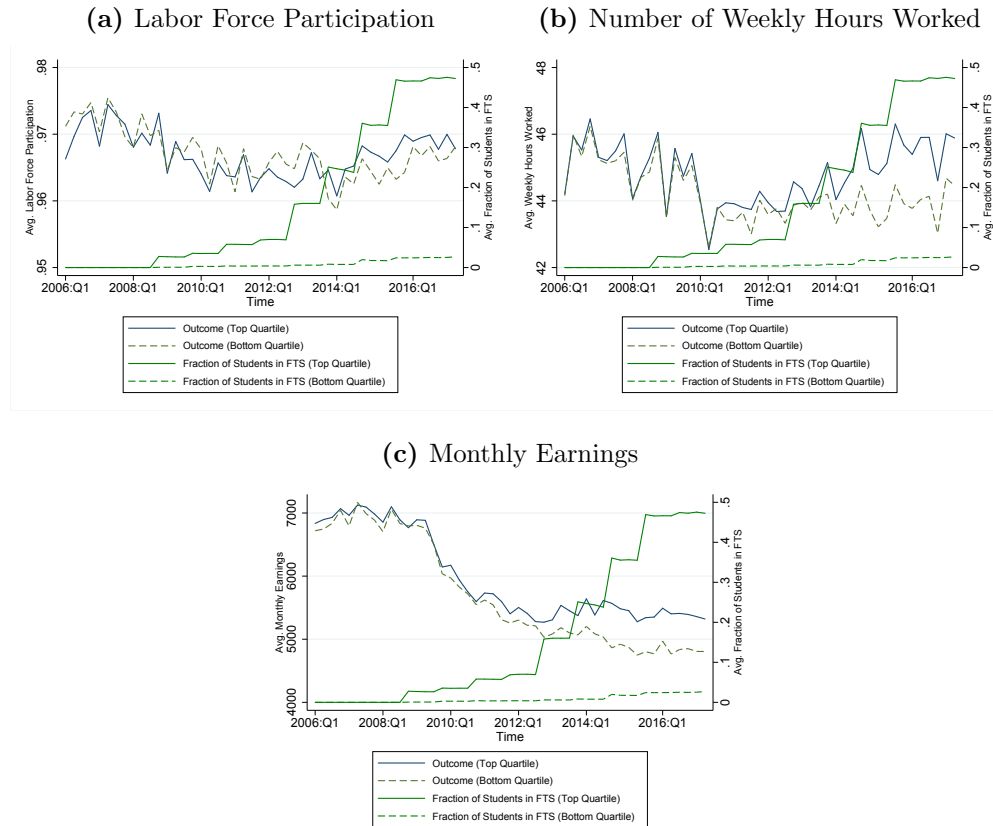 (a) Labor Force Participation
(b) Number of Weekly Hours Worked
Avg. Labor Force Participation
.98
.97
.96
.95
.5
.4
.3
.2
.1
0
Avg. Fraction of Students in FTS
2006:Q1 2008:Q1 2010:Q1 2012:Q1 2014:Q1 2016:Q1
Time
Outcome (Top Quartile)
Outcome (Bottom Quartile)
Fraction of Students in FTS (Top Quartile)
Fraction of Students in FTS (Bottom Quartile)
Avg. Weekly Hours Worked
48
46
44
42
.5
.4
.3
.2
.1
0
Avg. Fraction of Students in FTS
2006:Q1 2008:Q1 2010:Q1 2012:Q1 2014:Q1 2016:Q1
Time
Outcome (Top Quartile)
Outcome (Bottom Quartile)
Fraction of Students in FTS (Top Quartile)
Fraction of Students in FTS (Bottom Quartile)
(c) Monthly Earnings
Avg. Monthly Earnings
7000
6000
5000
4000
.5
.4
.3
.2
.1
0
Avg. Fraction of Students in FTS
2006:Q1 2008:Q1 2010:Q1 2012:Q1 2014:Q1 2016:Q1
Time
Outcome (Top Quartile)
Outcome (Bottom Quartile)
Fraction of Students in FTS (Top Quartile)
Fraction of Students in FTS (Bottom Quartile)